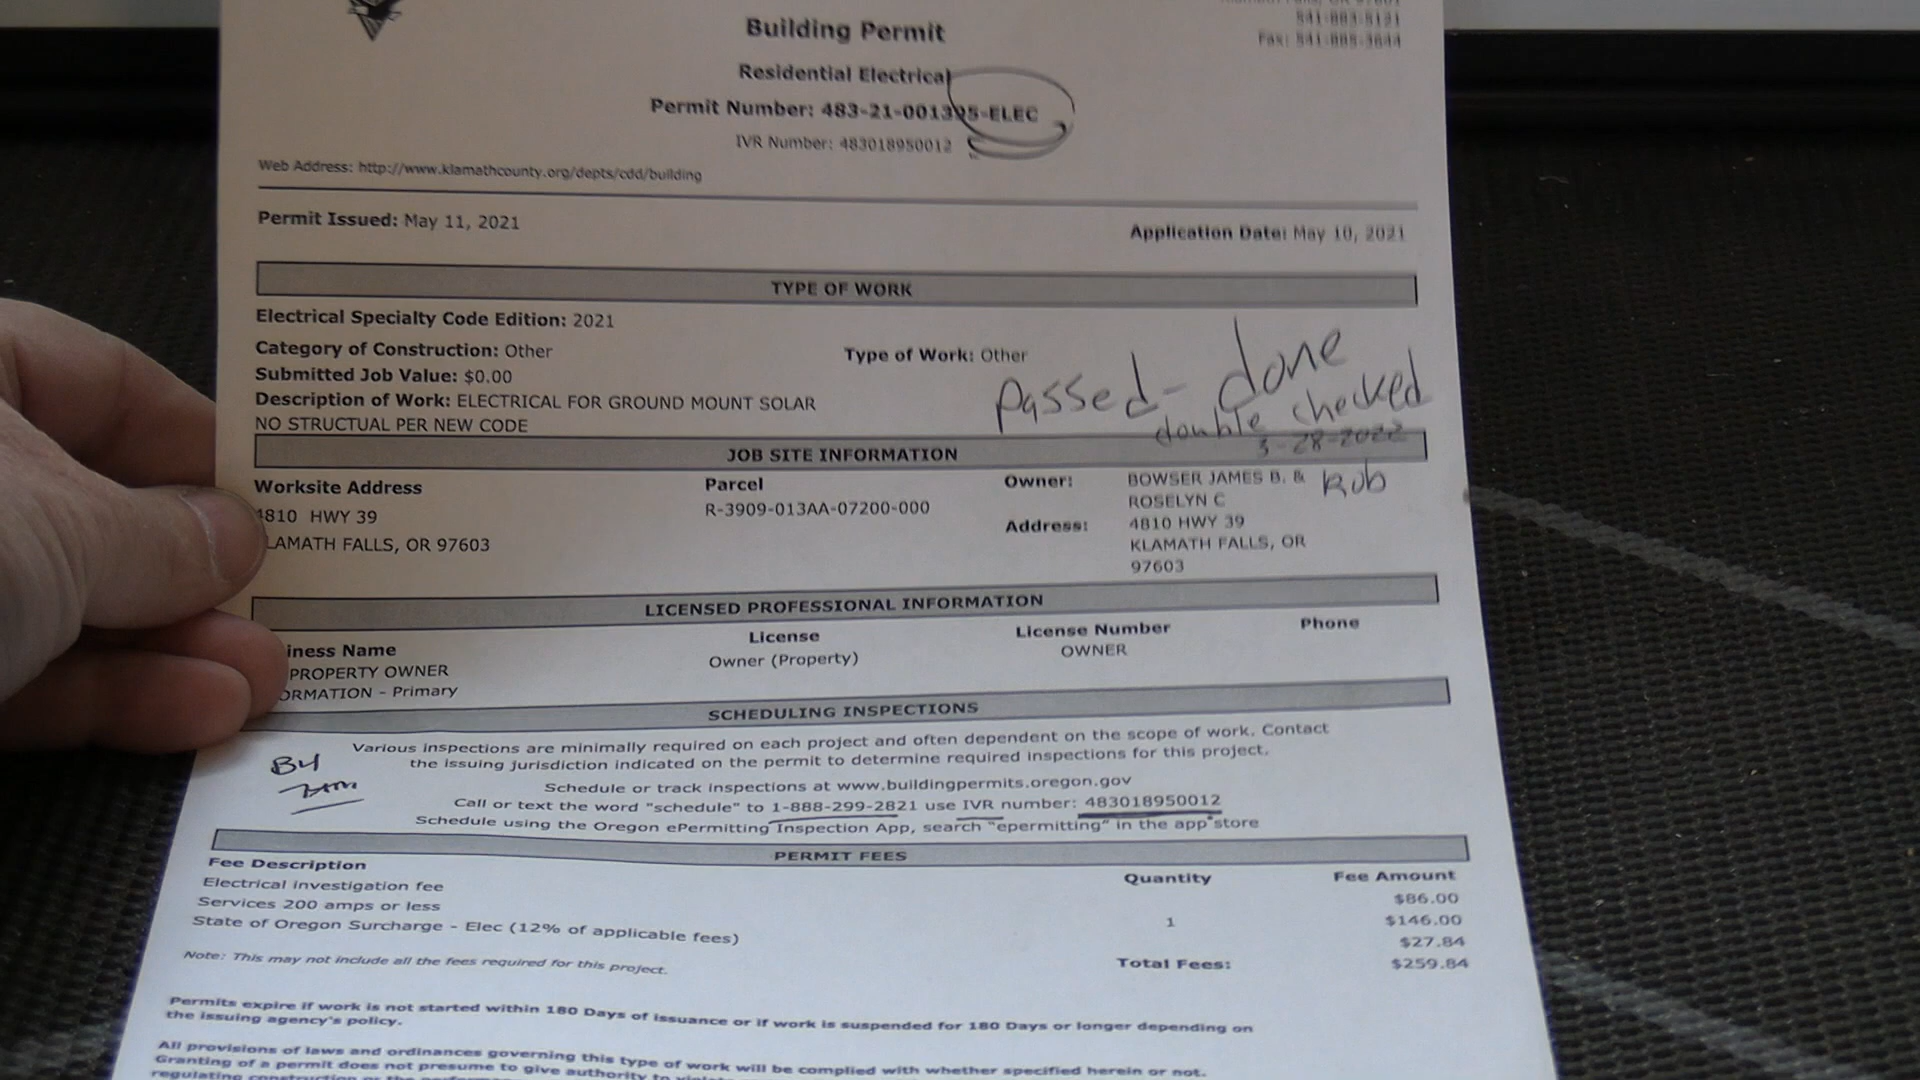 Building Permit
541-883-5121
Fax: 541-885-3644
Residential Electrical
Permit Number: 483-21-001395-ELEC
IVR Number: 483018950012
Web Address: http://www.klamathcounty.org/depts/cdd/building
Permit Issued: May 11, 2021 Application Date: May 10, 2021
TYPE OF WORK
Electrical Specialty Code Edition: 2021
Category of Construction: Other Type of Work: Other
Submitted Job Value: $0.00
Description of Work: ELECTRICAL FOR GROUND MOUNT SOLAR
NO STRUCTUAL PER NEW CODE
Passed - done
double checked
3-28-2022
Rob
JOB SITE INFORMATION
Worksite Address Parcel Owner: BOWSER JAMES B. &
ROSELYN C
4810 HWY 39 R-3909-013AA-07200-000 Address: 4810 HWY 39
LAMATH FALLS, OR 97603 KLAMATH FALLS, OR
97603
LICENSED PROFESSIONAL INFORMATION
iness Name License License Number Phone
PROPERTY OWNER Owner (Property) OWNER
ORMATION - Primary
SCHEDULING INSPECTIONS
Various inspections are minimally required on each project and often dependent on the scope of work. Contact
the issuing jurisdiction indicated on the permit to determine required inspections for this project.
By
Schedule or track inspections at www.buildingpermits.oregon.gov
Call or text the word "schedule" to 1-888-299-2821 use IVR number: 483018950012
Schedule using the Oregon ePermitting Inspection App, search "epermitting" in the app store
PERMIT FEES
Fee Description Quantity Fee Amount
Electrical investigation fee $86.00
Services 200 amps or less 1 $146.00
State of Oregon Surcharge - Elec (12% of applicable fees) $27.84
Note: This may not include all the fees required for this project. Total Fees: $259.84
Permits expire if work is not started within 180 Days of issuance or if work is suspended for 180 Days or longer depending on
the issuing agency's policy.
All provisions of laws and ordinances governing this type of work will be complied with whether specified herein or not.
Granting of a permit does not presume to give authority to
regulating construction or the